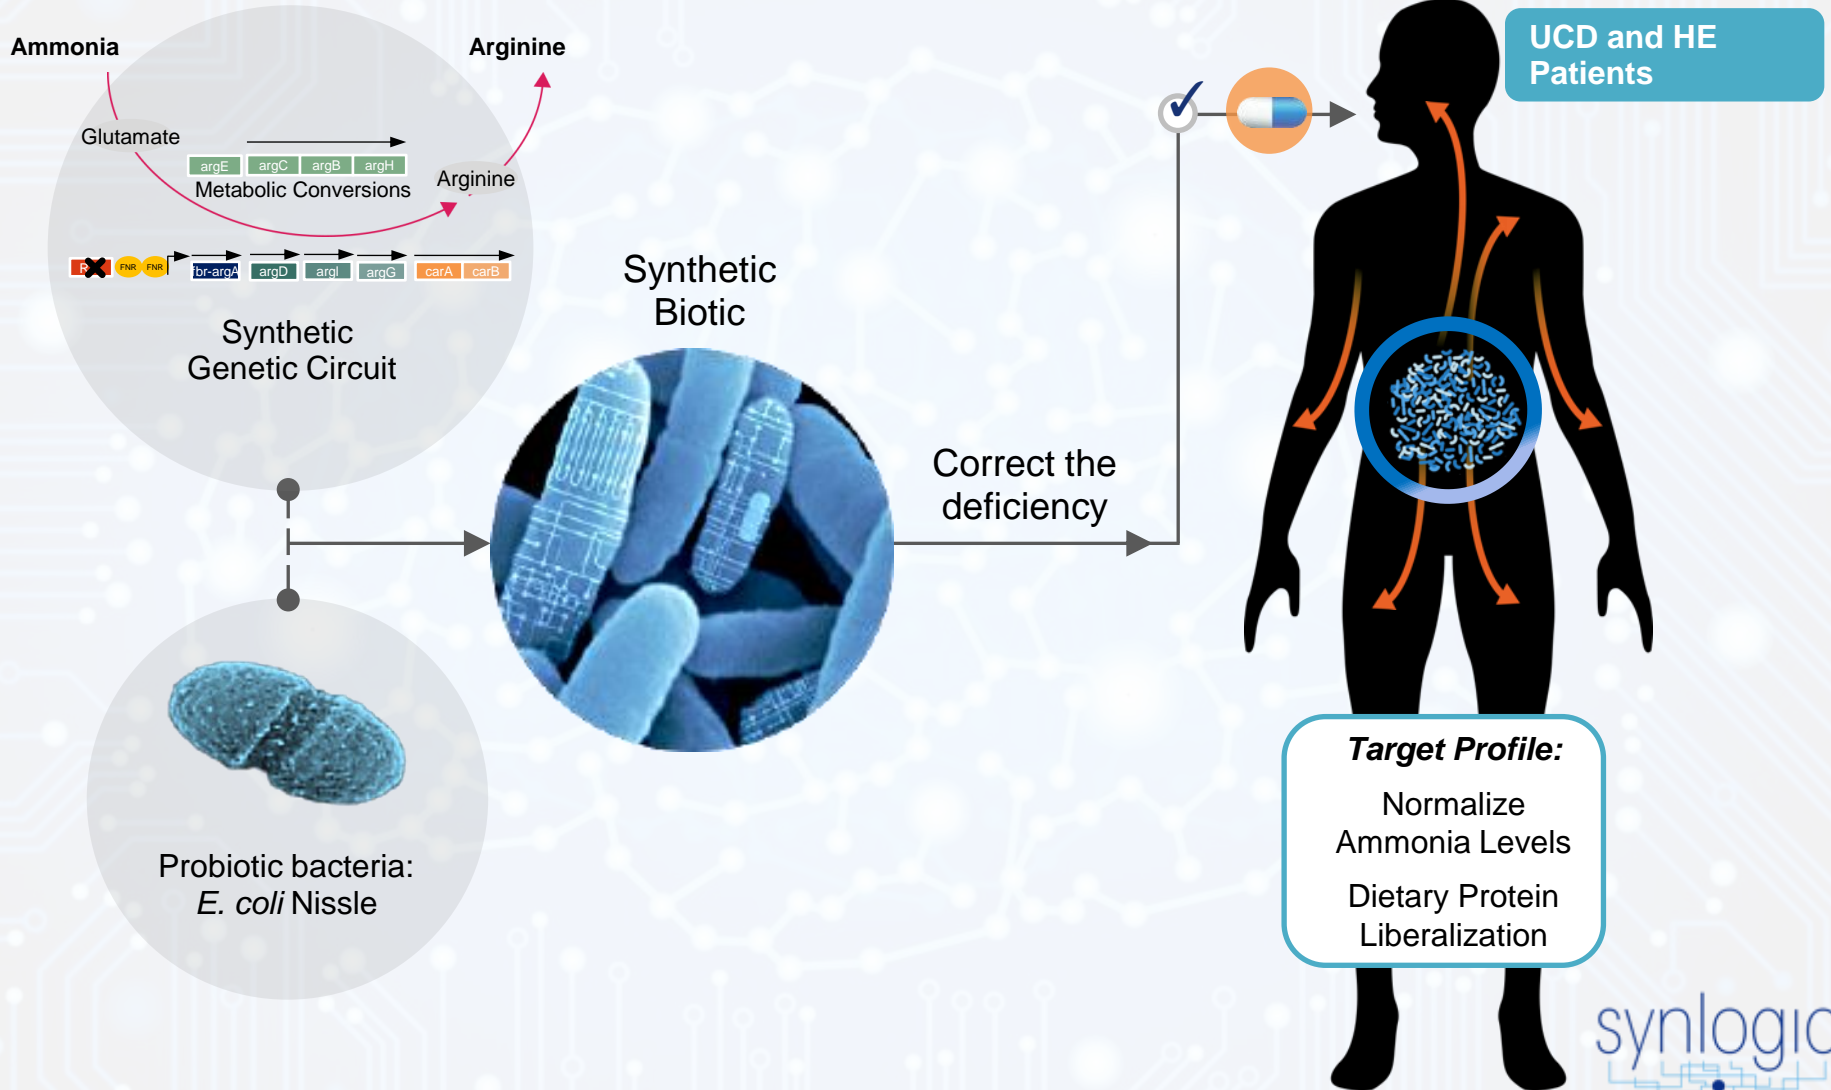 Ammonia
Arginine
Glutamate
argE argC argB argH
Metabolic Conversions
Arginine
FNR FNR fbr-argA argD argI argG carA carB
Synthetic
Genetic Circuit
Probiotic bacteria:
E. coli Nissle
Synthetic
Biotic
Correct the
deficiency
UCD and HE
Patients
Target Profile:
Normalize
Ammonia Levels
Dietary Protein
Liberalization
synlogic